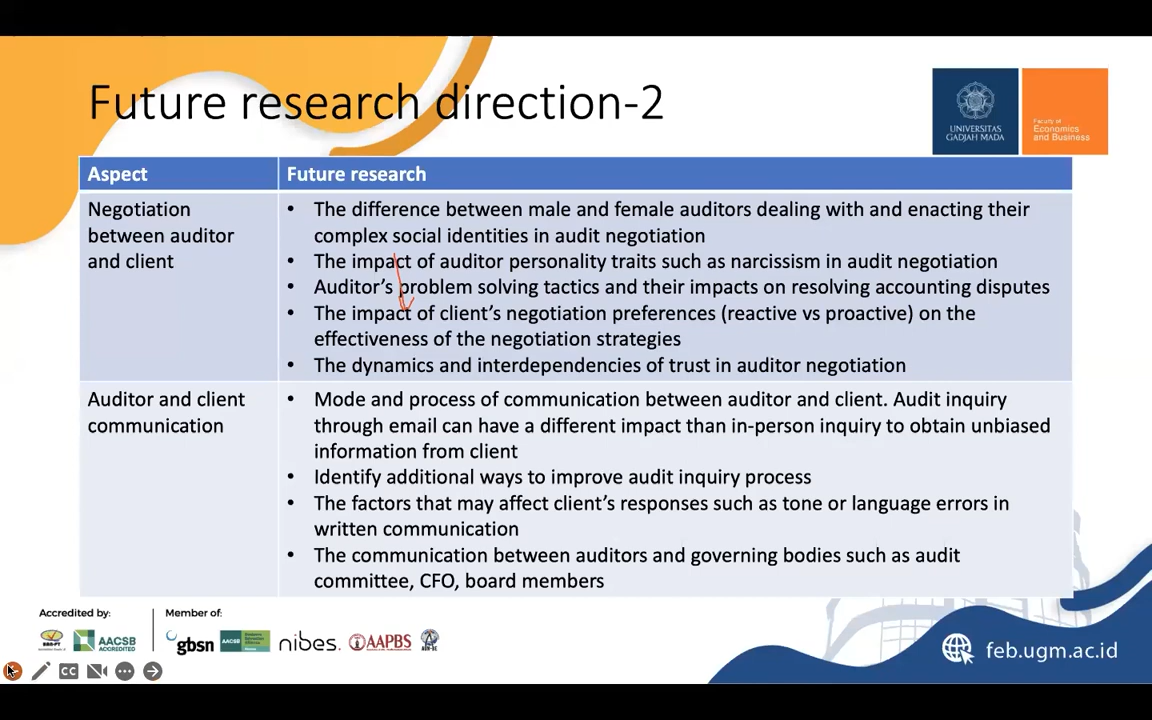 Future research direction-2
UNIVERSITAS
GADJAH MADA
Faculty of
Economics
and Business
Aspect
Future research
Negotiation
between auditor
and client
• The difference between male and female auditors dealing with and enacting their
complex social identities in audit negotiation
• The impact of auditor personality traits such as narcissism in audit negotiation
• Auditor's problem solving tactics and their impacts on resolving accounting disputes
• The impact of client's negotiation preferences (reactive vs proactive) on the
effectiveness of the negotiation strategies
• The dynamics and interdependencies of trust in auditor negotiation
Auditor and client
communication
• Mode and process of communication between auditor and client. Audit inquiry
through email can have a different impact than in-person inquiry to obtain unbiased
information from client
• Identify additional ways to improve audit inquiry process
• The factors that may affect client's responses such as tone or language errors in
written communication
• The communication between auditors and governing bodies such as audit
committee, CFO, board members
Accredited by:
Member of:
AACSB
ACCREDITED
gbsn
AACSB
nibes.
AAPBS
feb.ugm.ac.id
CC